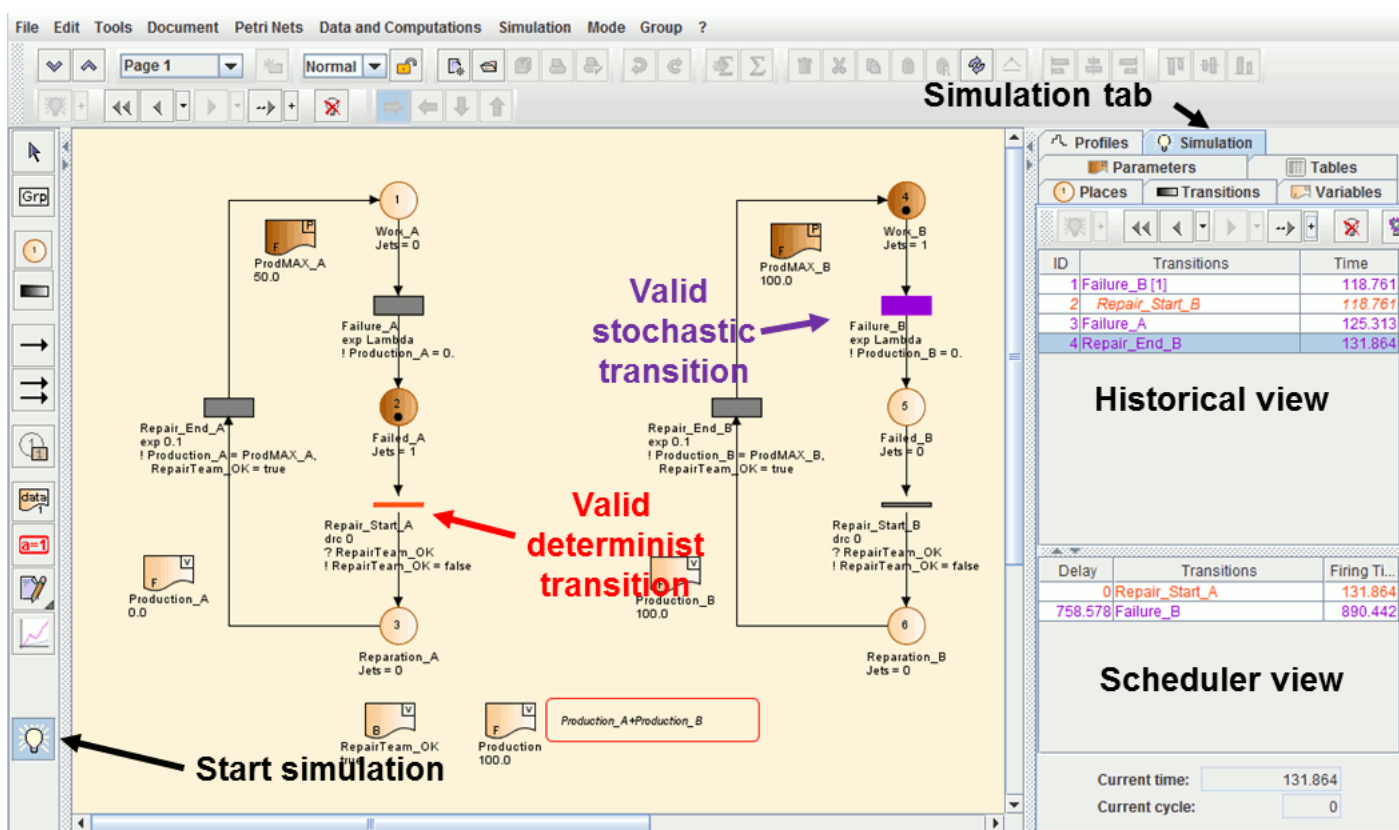 File Edit Tools Document Petri Nets Data and Computations Simulation Mode Group ?
Page 1
Normal
Simulation tab
Grp
1
data
1
a=1
Start simulation
1
Work_A
Jets = 0
P
F
ProdMAX_A
50.0
Failure_A
exp Lambda
! Production_A = 0.
2
Failed_A
Jets = 1
Repair_End_A
exp 0.1
! Production_A = ProdMAX_A,
RepairTeam_OK = true
Repair_Start_A
drc 0
? RepairTeam_OK
! RepairTeam_OK = false
V
F
Production_A
0.0
3
Reparation_A
Jets = 0
V
B
RepairTeam_OK
true
V
F
Production
100.0
Production_A+Production_B
Valid
stochastic
transition
Valid
determinist
transition
4
Work_B
Jets = 1
P
F
ProdMAX_B
100.0
Failure_B
exp Lambda
! Production_B = 0.
5
Failed_B
Jets = 0
Repair_End_B
exp 0.1
! Production_B = ProdMAX_B,
RepairTeam_OK = true
Repair_Start_B
drc 0
? RepairTeam_OK
! RepairTeam_OK = false
V
F
Production_B
100.0
6
Reparation_B
Jets = 0
Profiles Simulation
Parameters Tables
Places Transitions Variables
ID Transitions Time
1 Failure_B [1] 118.761
2 Repair_Start_B 118.761
3 Failure_A 125.313
4 Repair_End_B 131.864
Historical view
Delay Transitions Firing Ti...
0 Repair_Start_A 131.864
758.578 Failure_B 890.442
Scheduler view
Current time: 131.864
Current cycle: 0